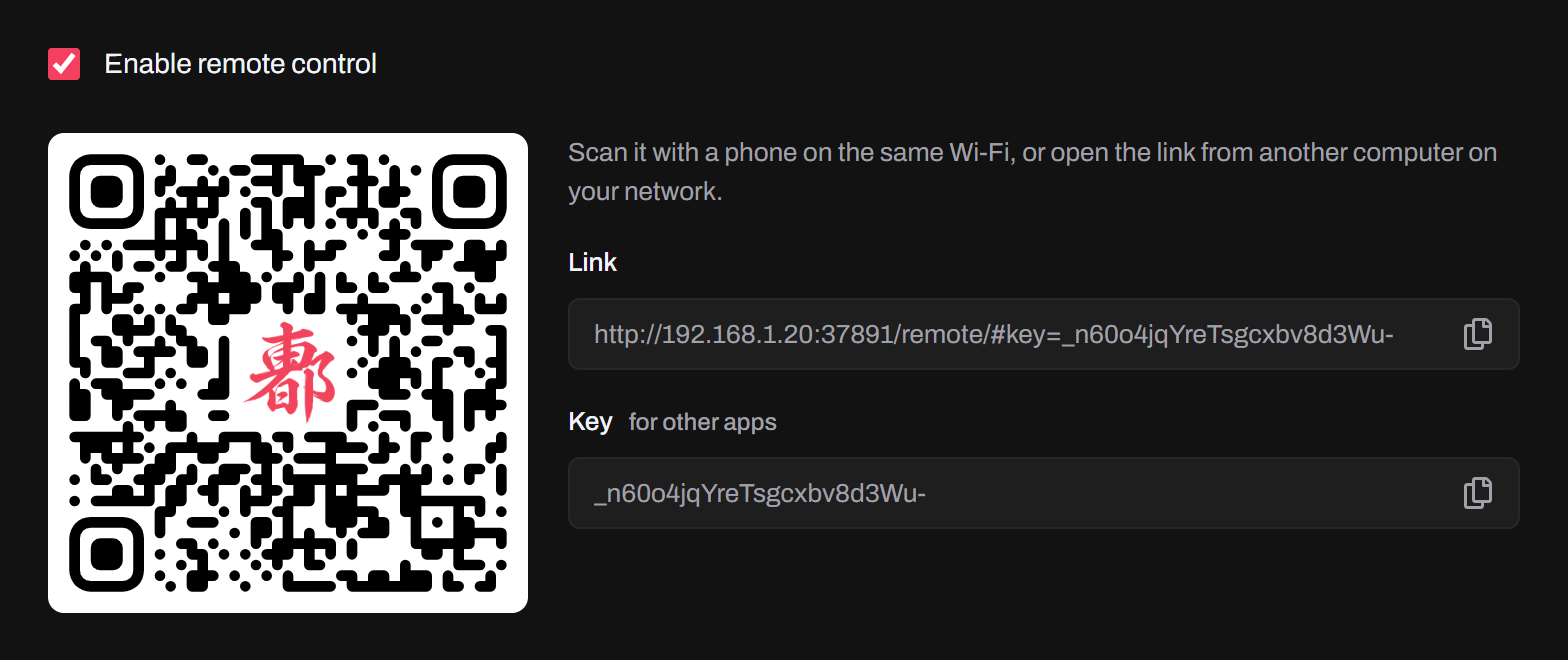 Enable remote control
Scan it with a phone on the same Wi-Fi, or open the link from another computer on
your network.
Link
http://192.168.1.20:37891/remote/#key=_n60o4jqYreTsgcxbv8d3Wu-
Key for other apps
_n60o4jqYreTsgcxbv8d3Wu-